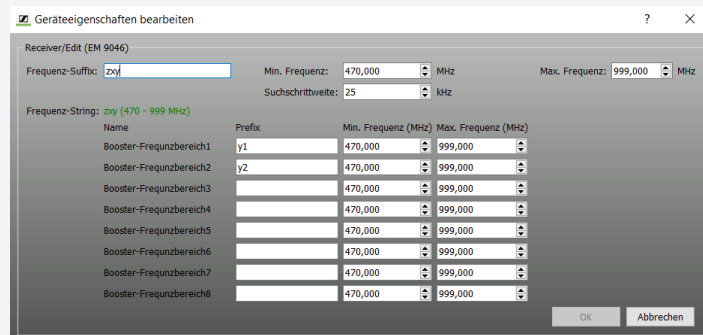 Geräteeigenschaften bearbeiten ? ×
Receiver/Edit (EM 9046)
Frequenz-Suffix: zxy Min. Frequenz: 470,000 MHz Max. Frequenz: 999,000 MHz
Suchschrittweite: 25 kHz
Frequenz-String: zxy (470 - 999 MHz)
Name Prefix Min. Frequenz (MHz) Max. Frequenz (MHz)
Booster-Frequnzbereich1 y1 470,000 999,000
Booster-Frequnzbereich2 y2 470,000 999,000
Booster-Frequnzbereich3 470,000 999,000
Booster-Frequnzbereich4 470,000 999,000
Booster-Frequnzbereich5 470,000 999,000
Booster-Frequnzbereich6 470,000 999,000
Booster-Frequnzbereich7 470,000 999,000
Booster-Frequnzbereich8 470,000 999,000
OK Abbrechen